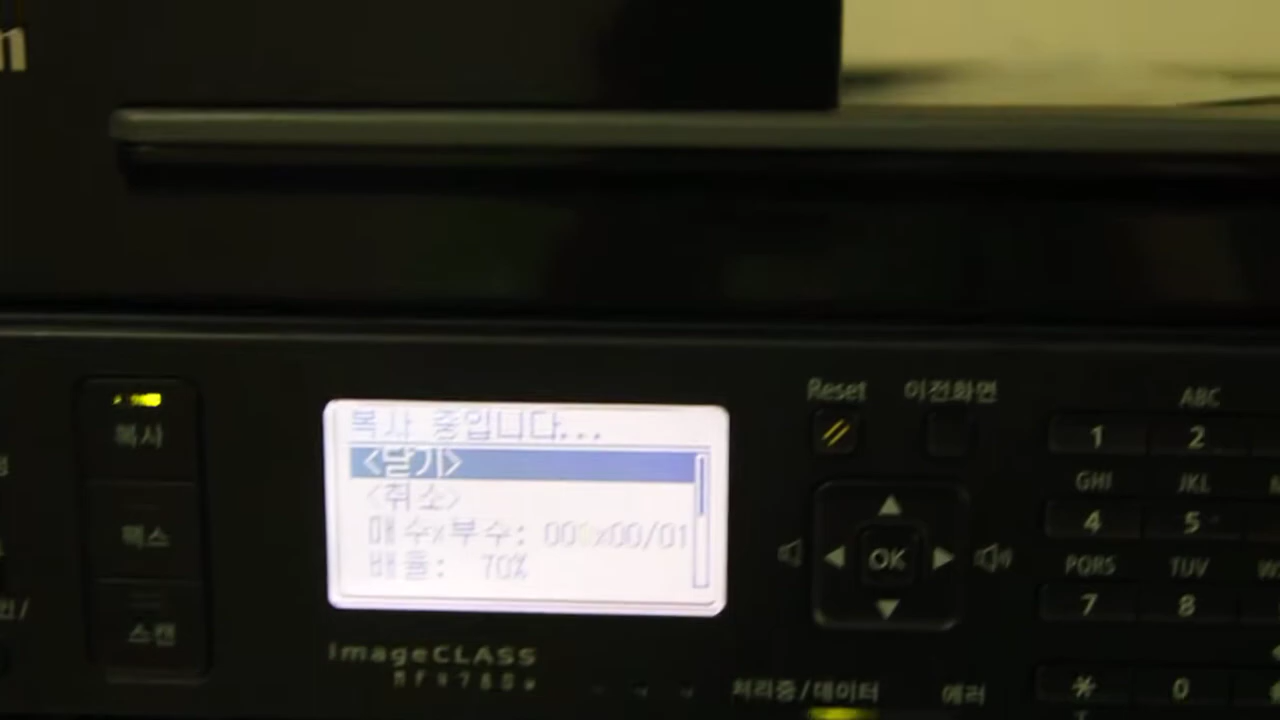 n
Reset 이전화면
ABC
복사
1 2
복사 중입니다...
<닫기>
<취소>
매수x부수: 000x00/01
배율: 70%
GHI JKL
4 5
팩스
OK
PQRS TUV
7 8
스캔
imageCLASS
처리중/데이터 에러
* 0